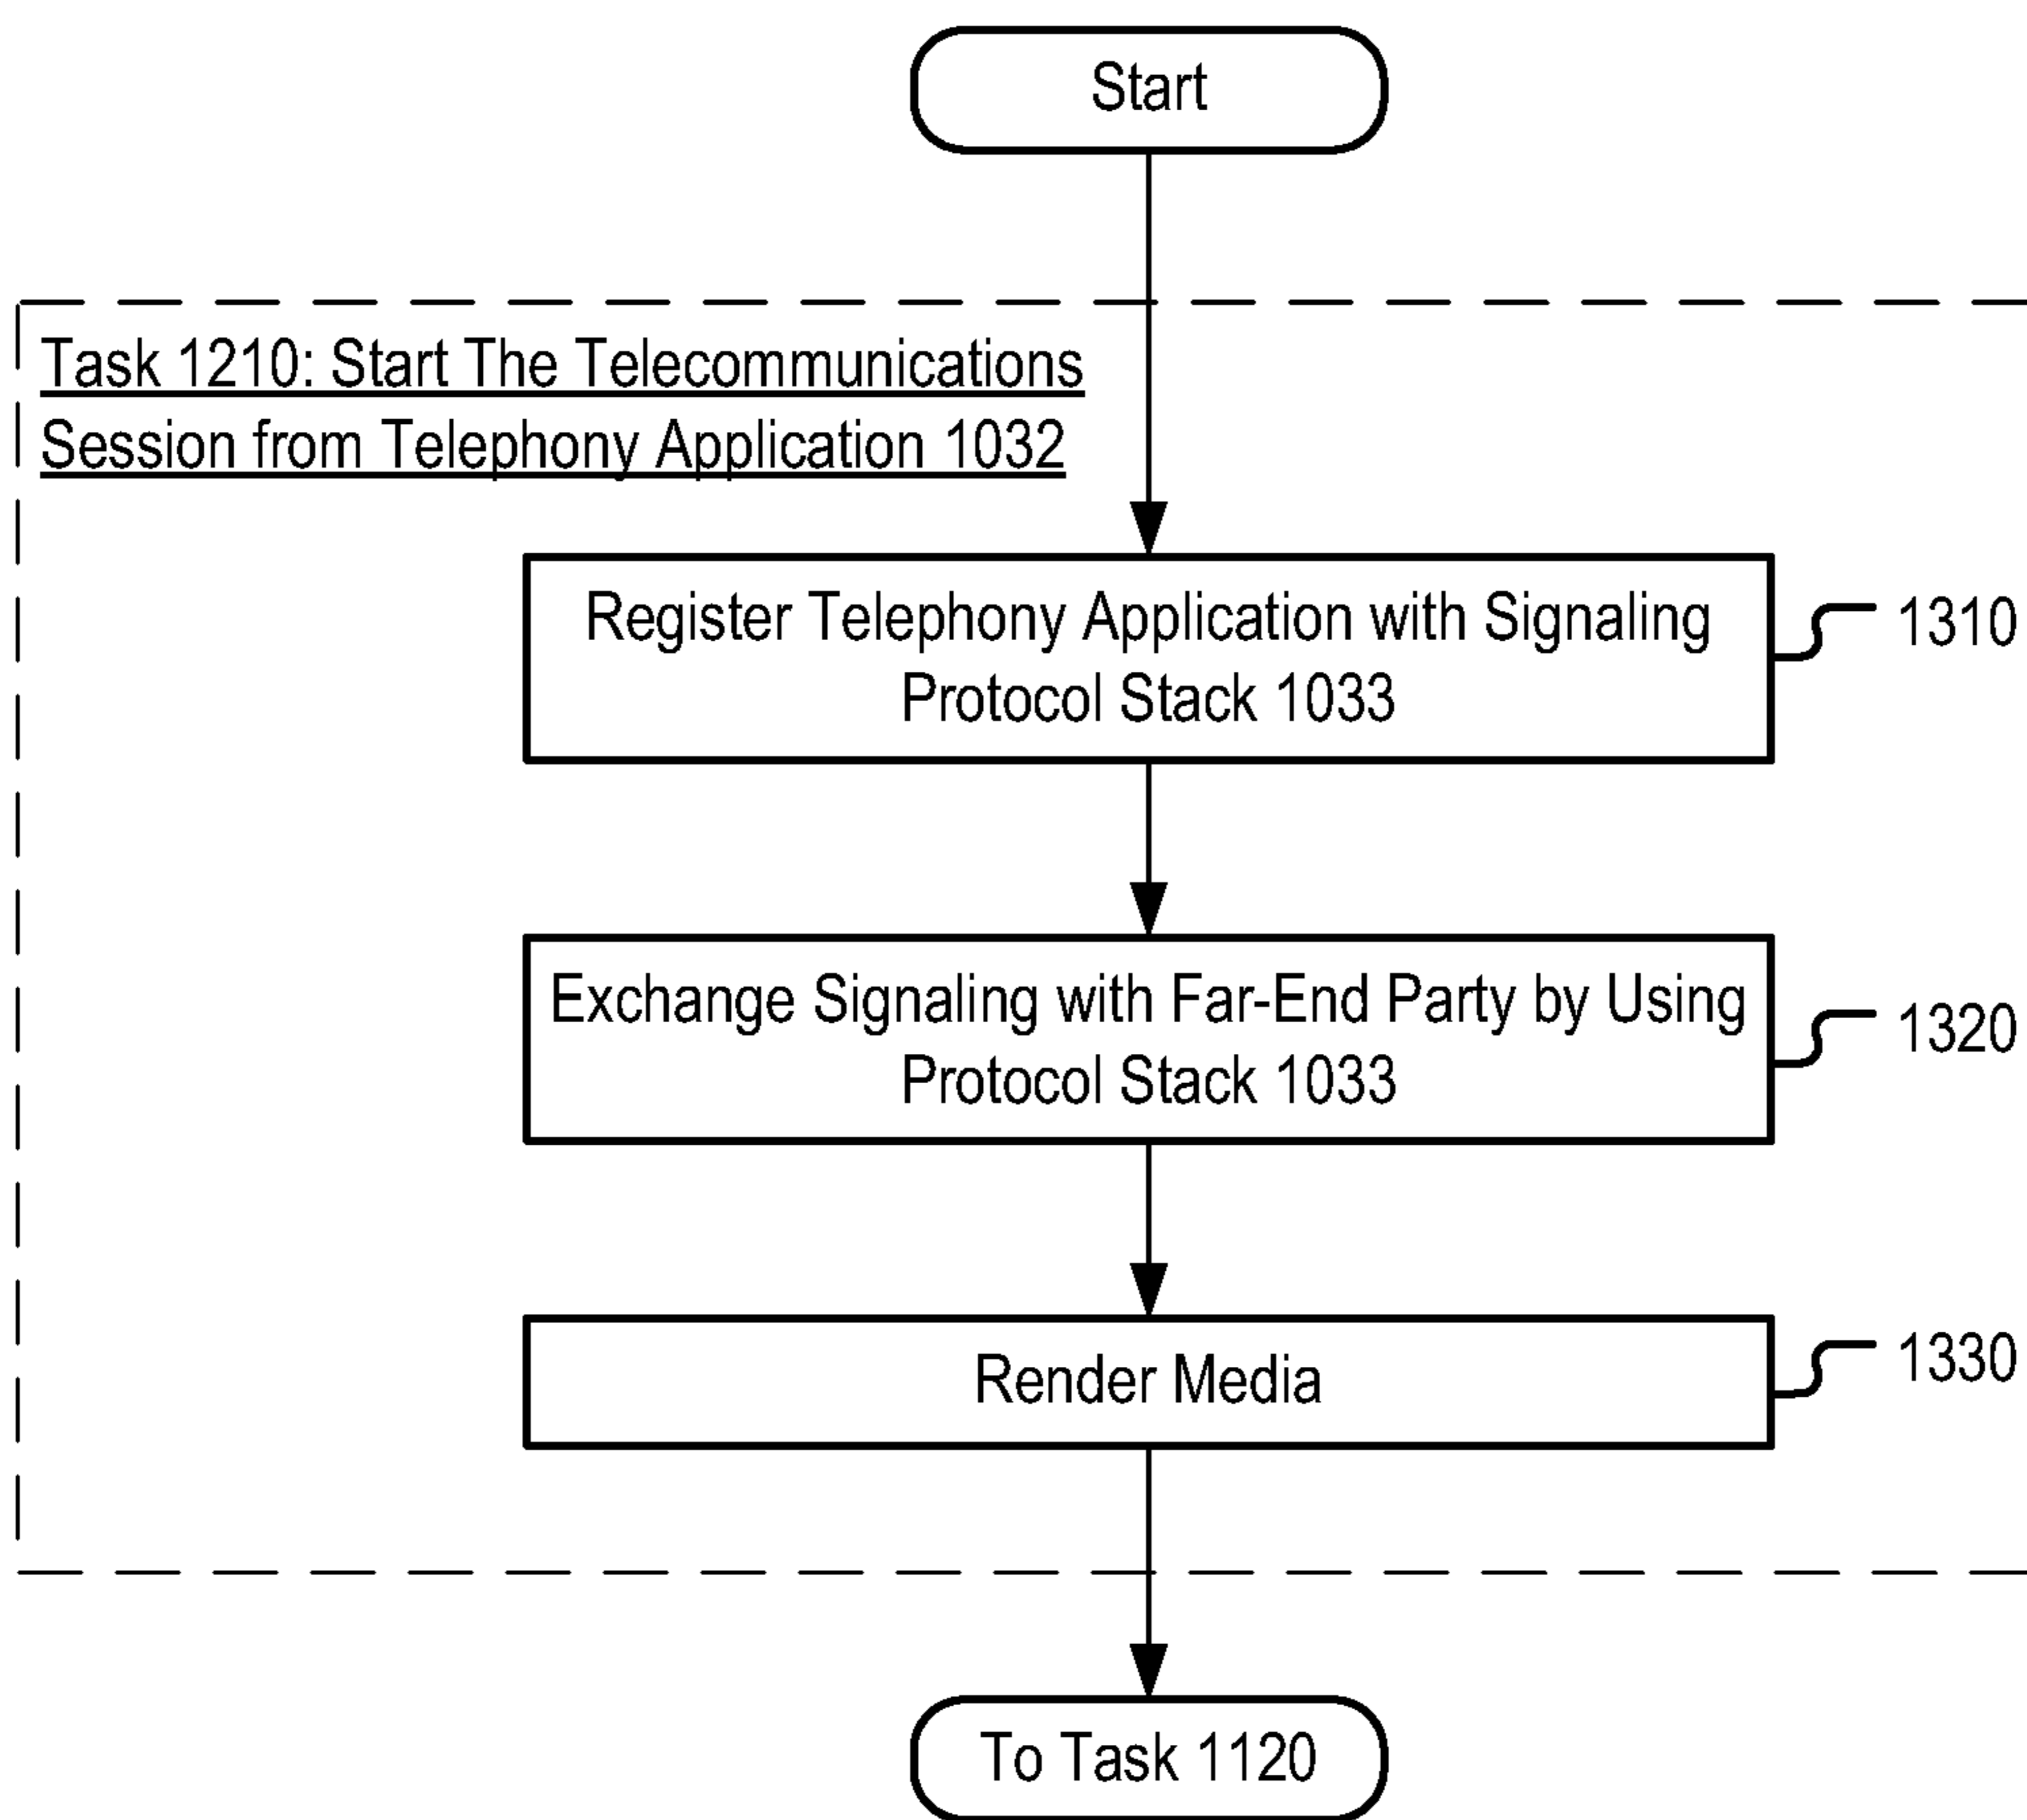 Start
Task 1210: Start The Telecommunications
Session from Telephony Application 1032
Register Telephony Application with Signaling
Protocol Stack 1033
1310
Exchange Signaling with Far-End Party by Using
Protocol Stack 1033
1320
Render Media
1330
To Task 1120